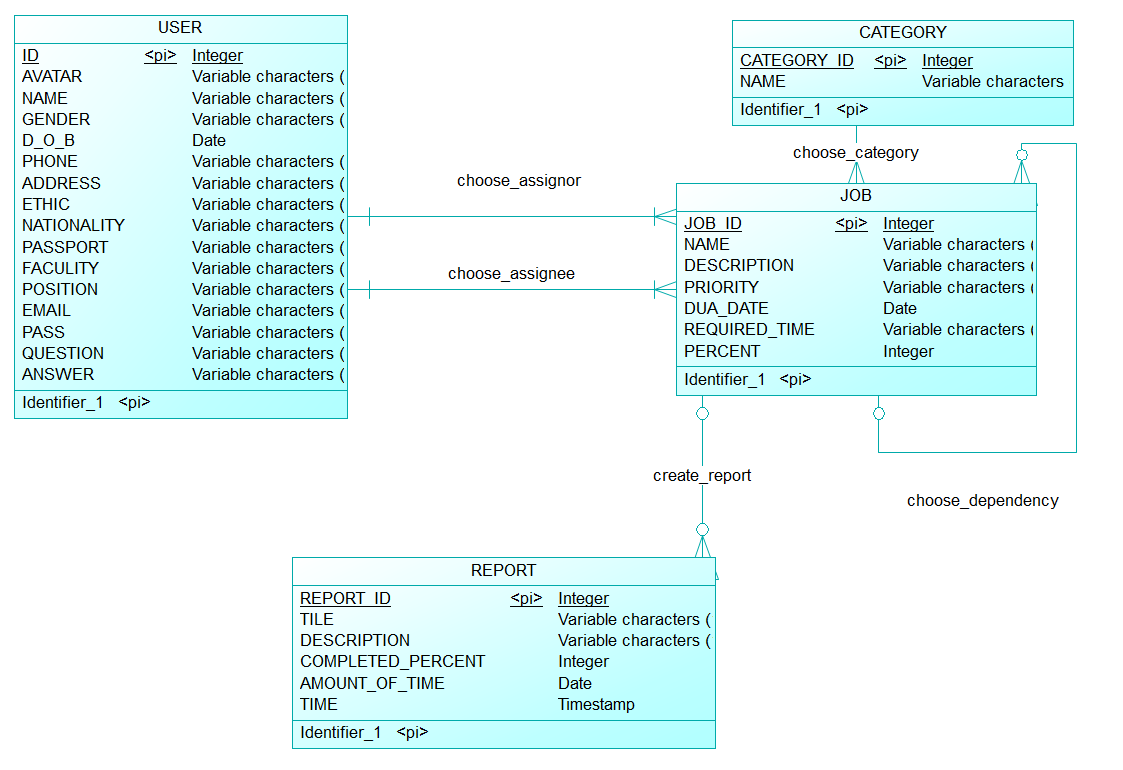 USER
ID <pi> Integer
AVATAR Variable characters (
NAME Variable characters (
GENDER Variable characters (
D_O_B Date
PHONE Variable characters (
ADDRESS Variable characters (
ETHIC Variable characters (
NATIONALITY Variable characters (
PASSPORT Variable characters (
FACULITY Variable characters (
POSITION Variable characters (
EMAIL Variable characters (
PASS Variable characters (
QUESTION Variable characters (
ANSWER Variable characters (
Identifier_1 <pi>
CATEGORY
CATEGORY_ID <pi> Integer
NAME Variable characters
Identifier_1 <pi>
choose_category
choose_assignor
choose_assignee
JOB
JOB_ID <pi> Integer
NAME Variable characters (
DESCRIPTION Variable characters (
PRIORITY Variable characters (
DUA_DATE Date
REQUIRED_TIME Variable characters (
PERCENT Integer
Identifier_1 <pi>
create_report
choose_dependency
REPORT
REPORT_ID <pi> Integer
TILE Variable characters (
DESCRIPTION Variable characters (
COMPLETED_PERCENT Integer
AMOUNT_OF_TIME Date
TIME Timestamp
Identifier_1 <pi>